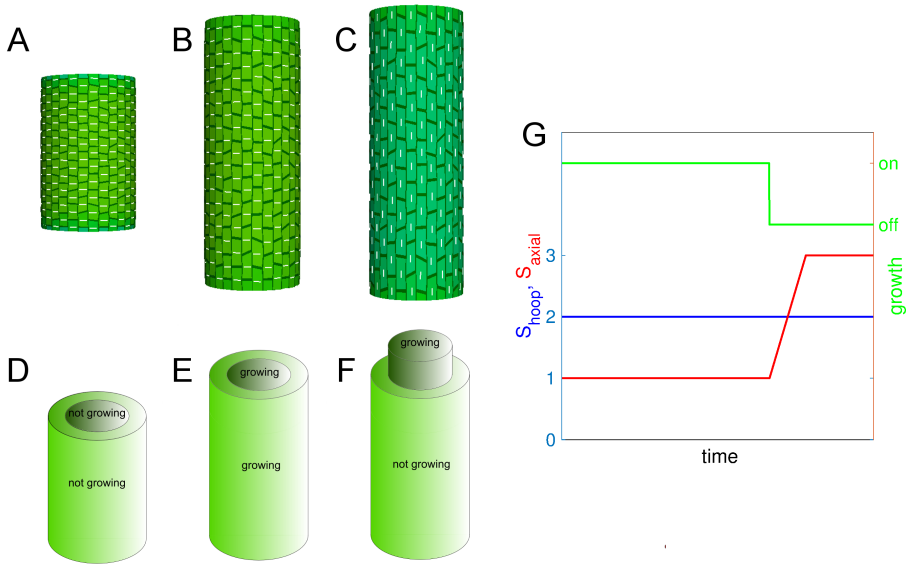 A
B
C
D
not growing
not growing
E
growing
growing
F
growing
not growing
G
on
off
growth
S_hoop, S_axial
3
2
1
0
time